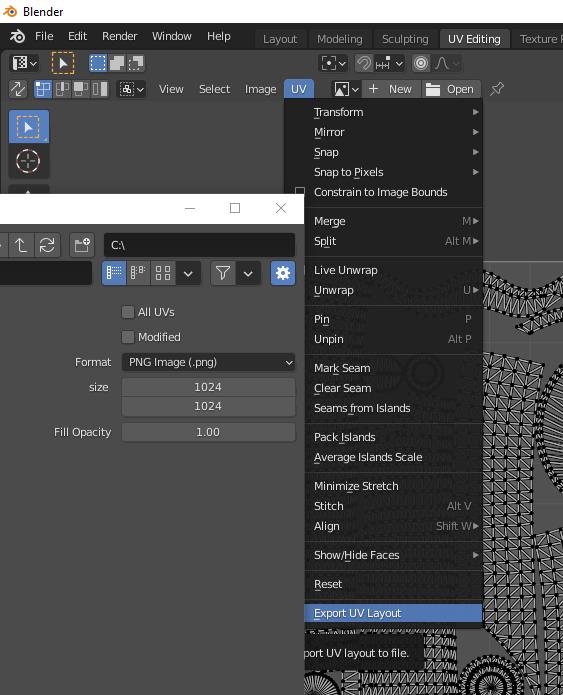 Blender
File Edit Render Window Help Layout Modeling Sculpting UV Editing Texture
View Select Image UV New Open
Transform
Mirror
Snap
Snap to Pixels
Constrain to Image Bounds
Merge M
Split Alt M
C:\
Live Unwrap
Unwrap U
All UVs
Pin P
Modified
Unpin Alt P
Format PNG Image (.png)
Mark Seam
size 1024
Clear Seam
1024
Seams from Islands
Fill Opacity 1.00
Pack Islands
Average Islands Scale
Minimize Stretch
Stitch Alt V
Align Shift W
Show/Hide Faces
Reset
Export UV Layout
port UV layout to file.